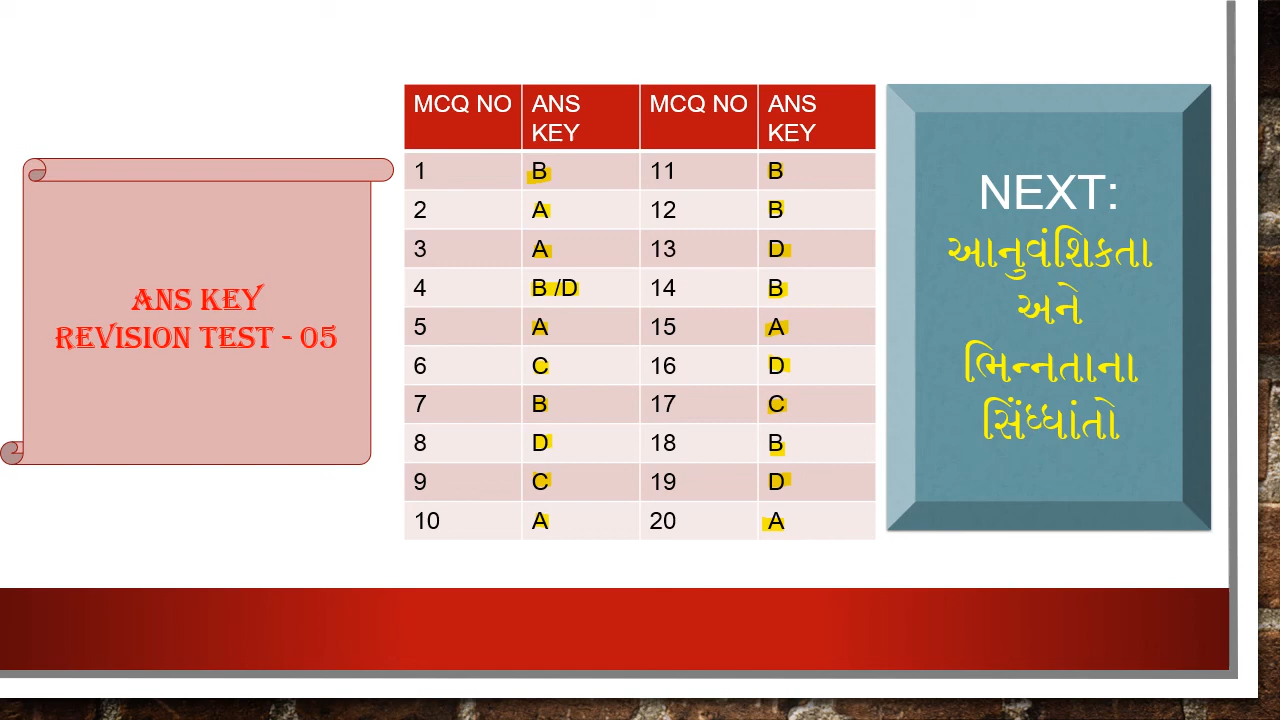 ANS KEY
REVISION TEST - 05
MCQ NO ANS KEY MCQ NO ANS KEY
1 B 11 B
2 A 12 B
3 A 13 D
4 B /D 14 B
5 A 15 A
6 C 16 D
7 B 17 C
8 D 18 B
9 C 19 D
10 A 20 A
NEXT:
આનુવંશિકતા
અને
ભિન્નતાના
સિંધ્ધાંતો